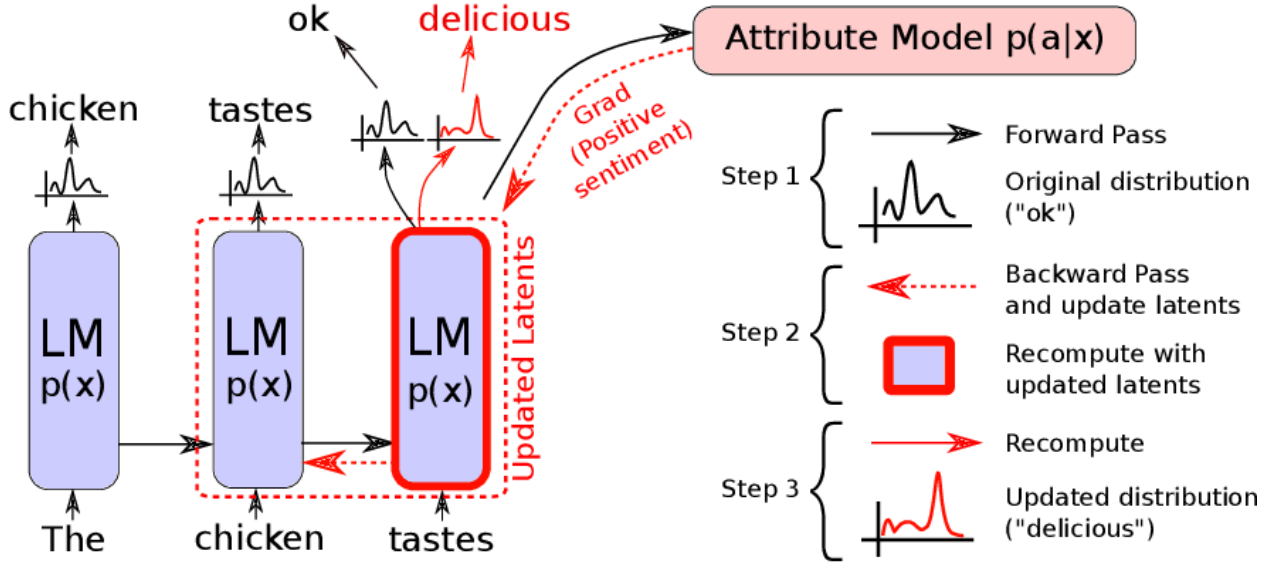 ok
delicious
Attribute Model p(a|x)
chicken
tastes
Grad
(Positive
sentiment)
LM
p(x)
LM
p(x)
LM
p(x)
Updated Latents
The
chicken
tastes
Step 1
Forward Pass
Original distribution
("ok")
Step 2
Backward Pass
and update latents
Recompute with
updated latents
Step 3
Recompute
Updated distribution
("delicious")